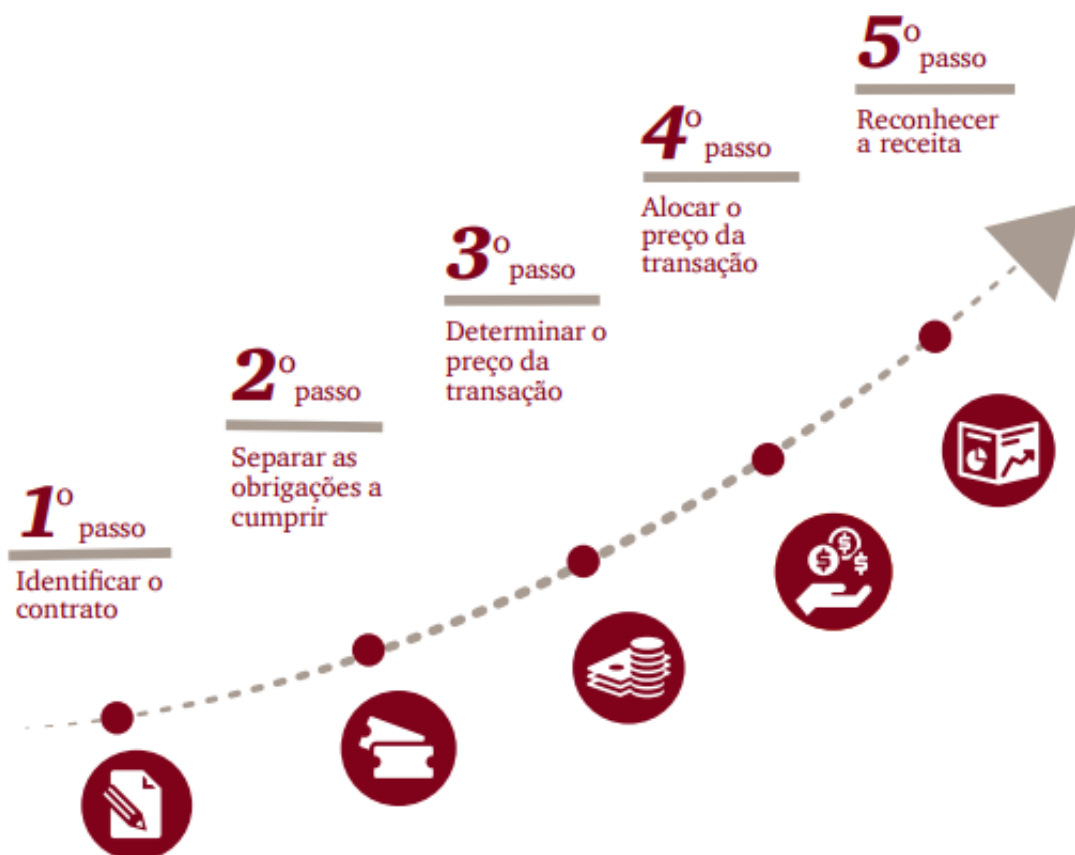 1º passo
Identificar o
contrato
2º passo
Separar as
obrigações a
cumprir
3º passo
Determinar o
preço da
transação
4º passo
Alocar o
preço da
transação
5º passo
Reconhecer
a receita
$
$
$